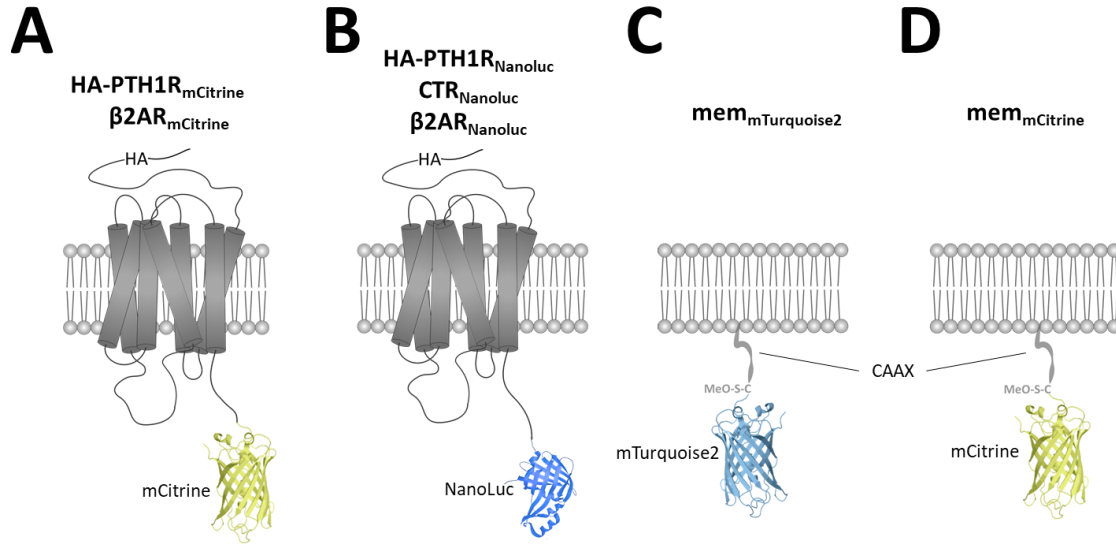 A
HA-PTH1RmCitrine
β2ARmCitrine
HA
mCitrine
B
HA-PTH1RNanoluc
CTRNanoluc
β2ARNanoluc
HA
NanoLuc
C
memmTurquoise2
MeO-S-C
mTurquoise2
CAAX
D
memmCitrine
MeO-S-C
mCitrine